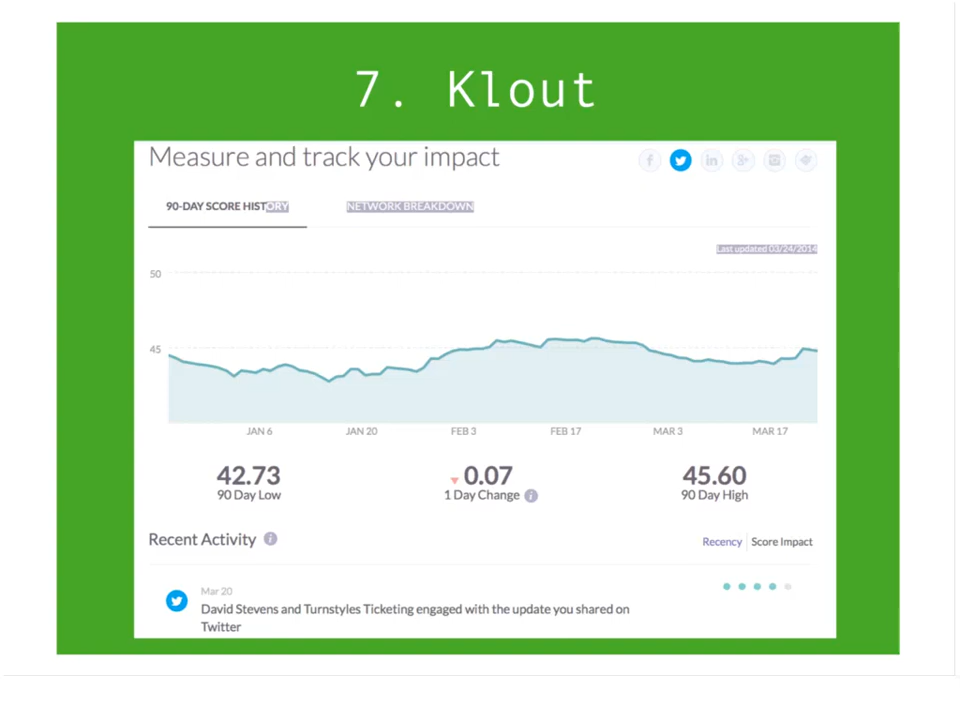 7. Klout
Measure and track your impact
90-DAY SCORE HISTORY NETWORK BREAKDOWN
Last updated 03/24/2014
50
45
JAN 6 JAN 20 FEB 3 FEB 17 MAR 3 MAR 17
42.73 0.07 45.60
90 Day Low 1 Day Change 90 Day High
Recent Activity Recency Score Impact
Mar 20
David Stevens and Turnstyles Ticketing engaged with the update you shared on
Twitter